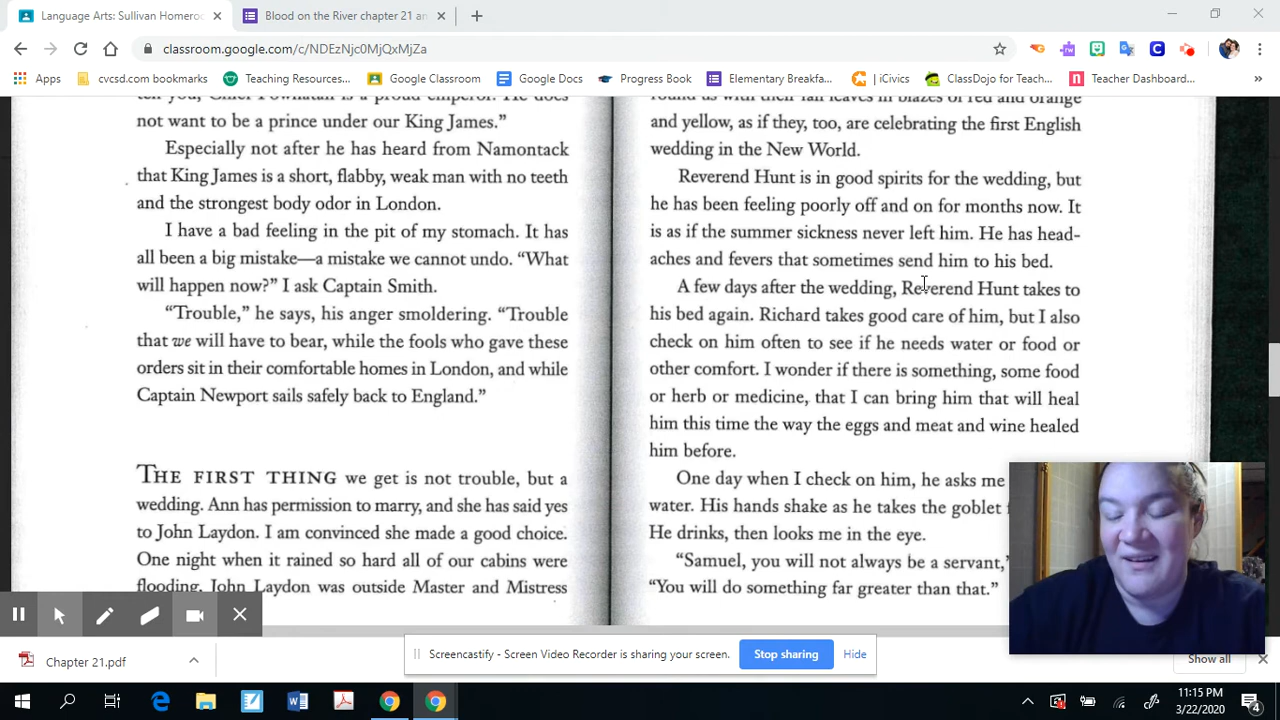 Language Arts: Sullivan Homeroo
Blood on the River chapter 21 an
classroom.google.com/c/NDEzNjc0MjQxMjZa
Apps
cvcsd.com bookmarks
Teaching Resources...
Google Classroom
Google Docs
Progress Book
Elementary Breakfa...
iCivics
ClassDojo for Teach...
Teacher Dashboard...
not want to be a prince under our King James."
Especially not after he has heard from Namontack
that King James is a short, flabby, weak man with no teeth
and the strongest body odor in London.
I have a bad feeling in the pit of my stomach. It has
all been a big mistake—a mistake we cannot undo. "What
will happen now?" I ask Captain Smith.
"Trouble," he says, his anger smoldering. "Trouble
that we will have to bear, while the fools who gave these
orders sit in their comfortable homes in London, and while
Captain Newport sails safely back to England."
THE FIRST THING we get is not trouble, but a
wedding. Ann has permission to marry, and she has said yes
to John Laydon. I am convinced she made a good choice.
One night when it rained so hard all of our cabins were
flooding, John Laydon was outside Master and Mistress
round us with their fall leaves in blazes of red and orange
and yellow, as if they, too, are celebrating the first English
wedding in the New World.
Reverend Hunt is in good spirits for the wedding, but
he has been feeling poorly off and on for months now. It
is as if the summer sickness never left him. He has head-
aches and fevers that sometimes send him to his bed.
A few days after the wedding, Reverend Hunt takes to
his bed again. Richard takes good care of him, but I also
check on him often to see if he needs water or food or
other comfort. I wonder if there is something, some food
or herb or medicine, that I can bring him that will heal
him this time the way the eggs and meat and wine healed
him before.
One day when I check on him, he asks me
water. His hands shake as he takes the goblet
He drinks, then looks me in the eye.
"Samuel, you will not always be a servant,"
"You will do something far greater than that."
Chapter 21.pdf
Screencastify - Screen Video Recorder is sharing your screen.
Stop sharing
Hide
Show all
11:15 PM
3/22/2020
4